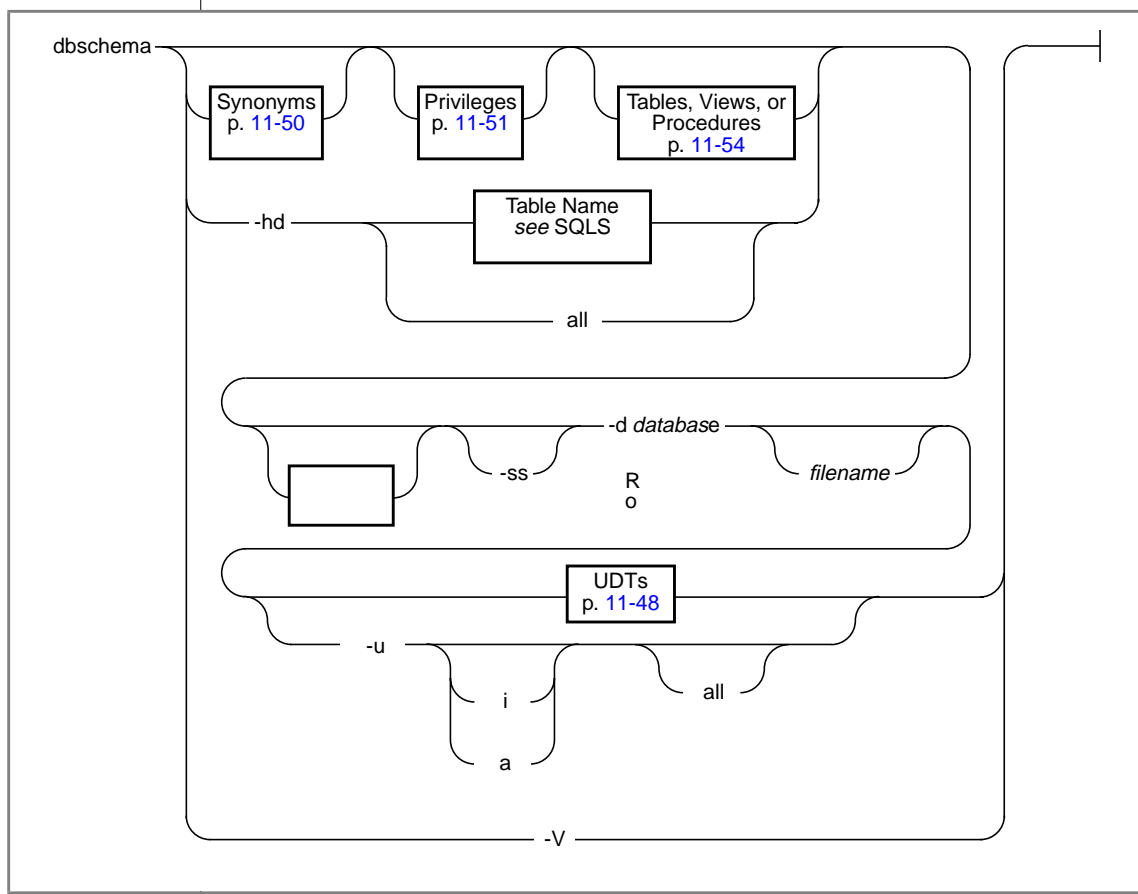 dbschema
Synonyms
p. 11-50
Privileges
p. 11-51
Tables, Views, or
Procedures
p. 11-54
-hd
Table Name
see SQLS
all
-ss
-d database
filename
R
o
UDTs
p. 11-48
-u
i
a
all
-V